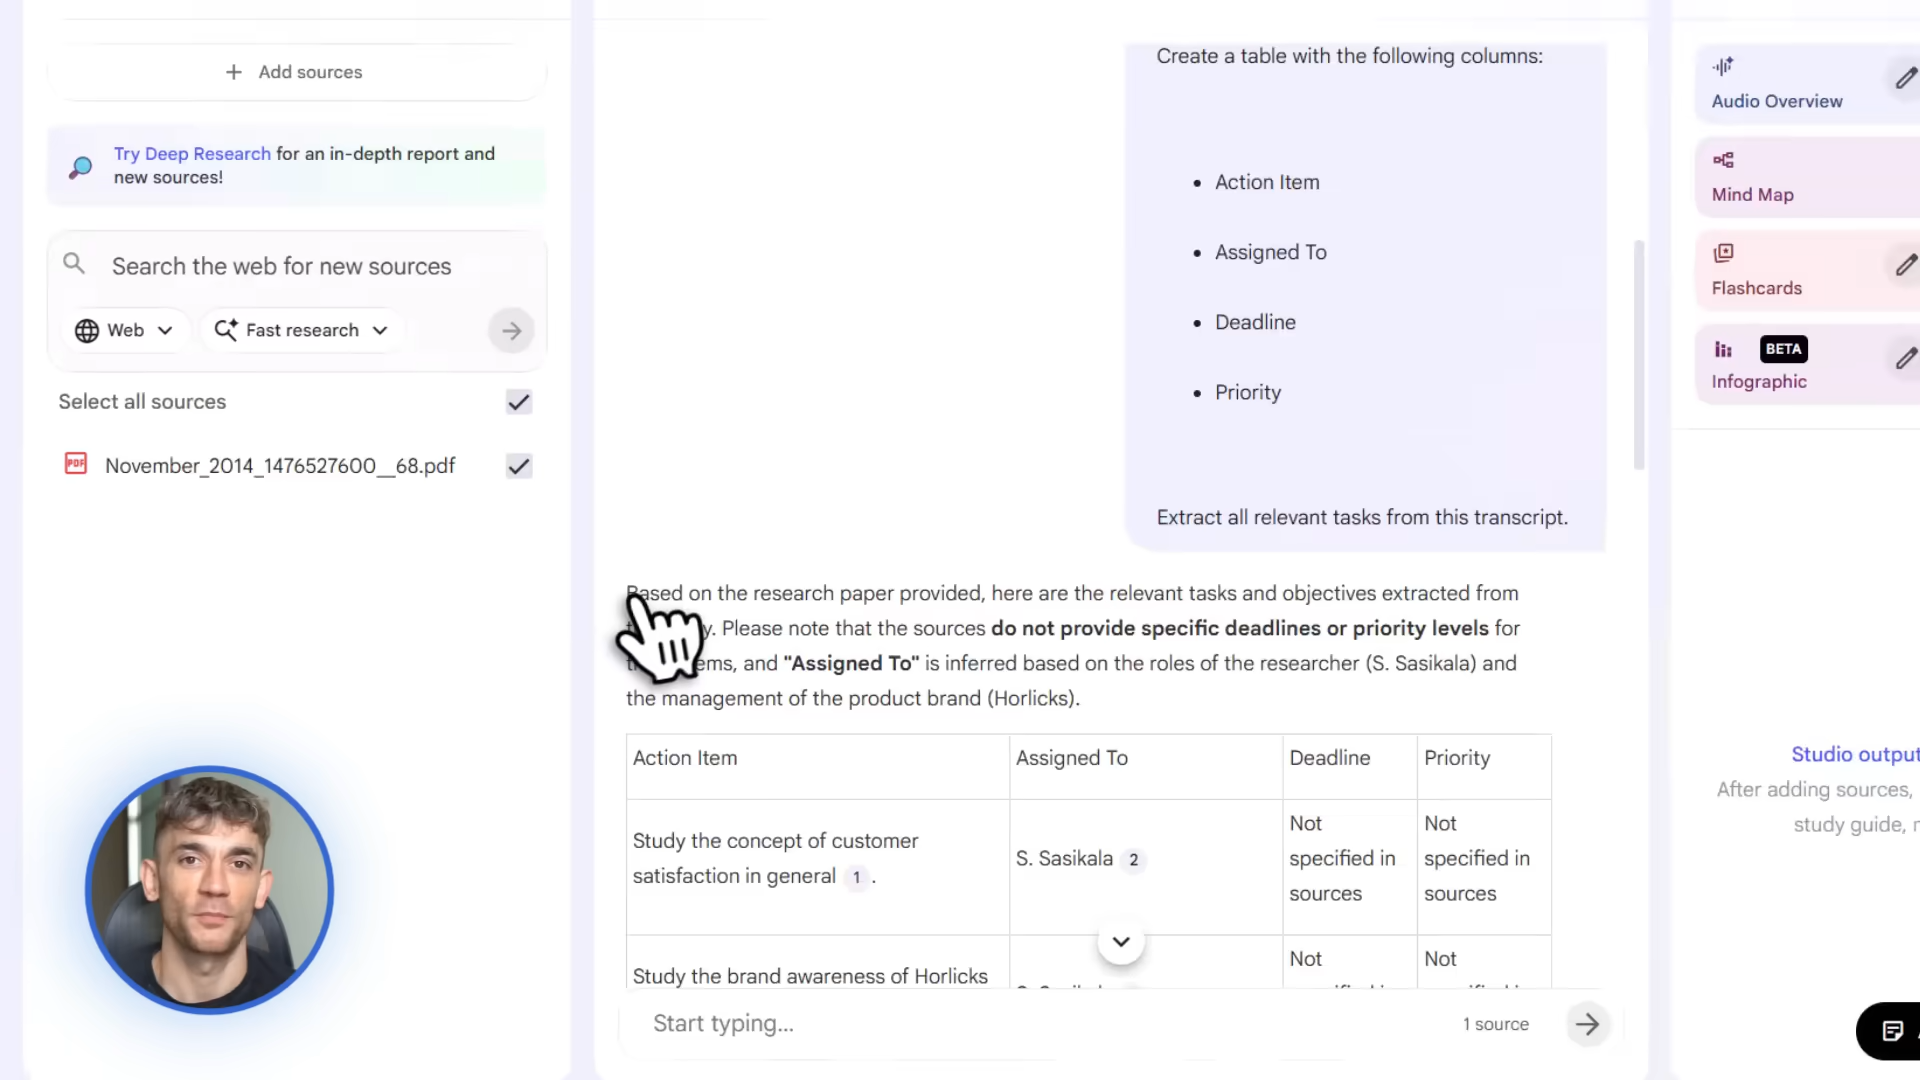 Add sources
Try Deep Research for an in-depth report and
new sources!
Search the web for new sources
Web
Fast research
Select all sources
PDF
November_2014_1476527600__68.pdf
Create a table with the following columns:
• Action Item
• Assigned To
• Deadline
• Priority
Extract all relevant tasks from this transcript.
Based on the research paper provided, here are the relevant tasks and objectives extracted from
Please note that the sources do not provide specific deadlines or priority levels for
and "Assigned To" is inferred based on the roles of the researcher (S. Sasikala) and
the management of the product brand (Horlicks).
Action Item
Assigned To
Deadline
Priority
Study the concept of customer
satisfaction in general 1 .
S. Sasikala 2
Not
specified in
sources
Not
specified in
sources
Study the brand awareness of Horlicks
Not
Not
Start typing...
1 source
Audio Overview
Mind Map
Flashcards
BETA
Infographic
Studio output
After adding sources,
study guide,